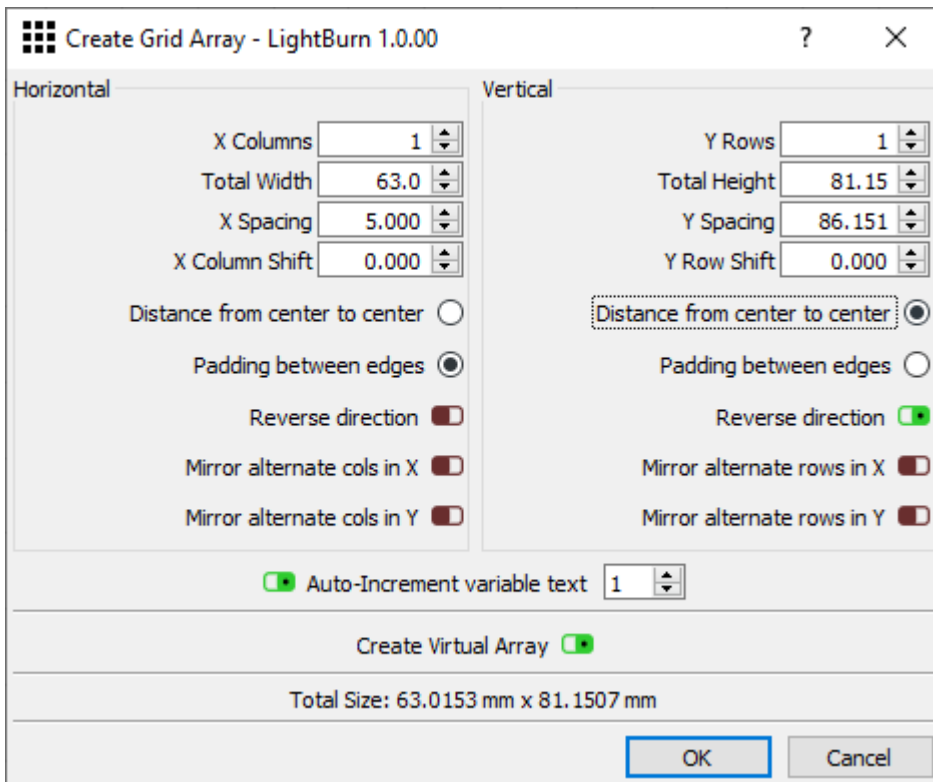 Create Grid Array - LightBurn 1.0.00 ?
Horizontal
X Columns 1
Total Width 63.0
X Spacing 5.000
X Column Shift 0.000
Distance from center to center
Padding between edges
Reverse direction
Mirror alternate cols in X
Mirror alternate cols in Y
Vertical
Y Rows 1
Total Height 81.15
Y Spacing 86.151
Y Row Shift 0.000
Distance from center to center
Padding between edges
Reverse direction
Mirror alternate rows in X
Mirror alternate rows in Y
Auto-Increment variable text 1
Create Virtual Array
Total Size: 63.0153 mm x 81.1507 mm
OK Cancel